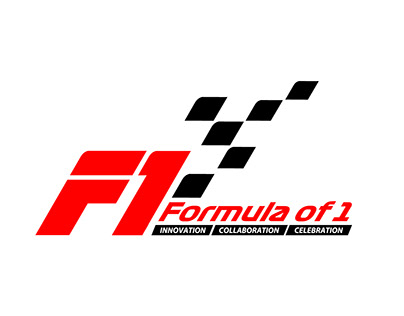 F1
Formula of 1
INNOVATION COLLABORATION CELEBRATION